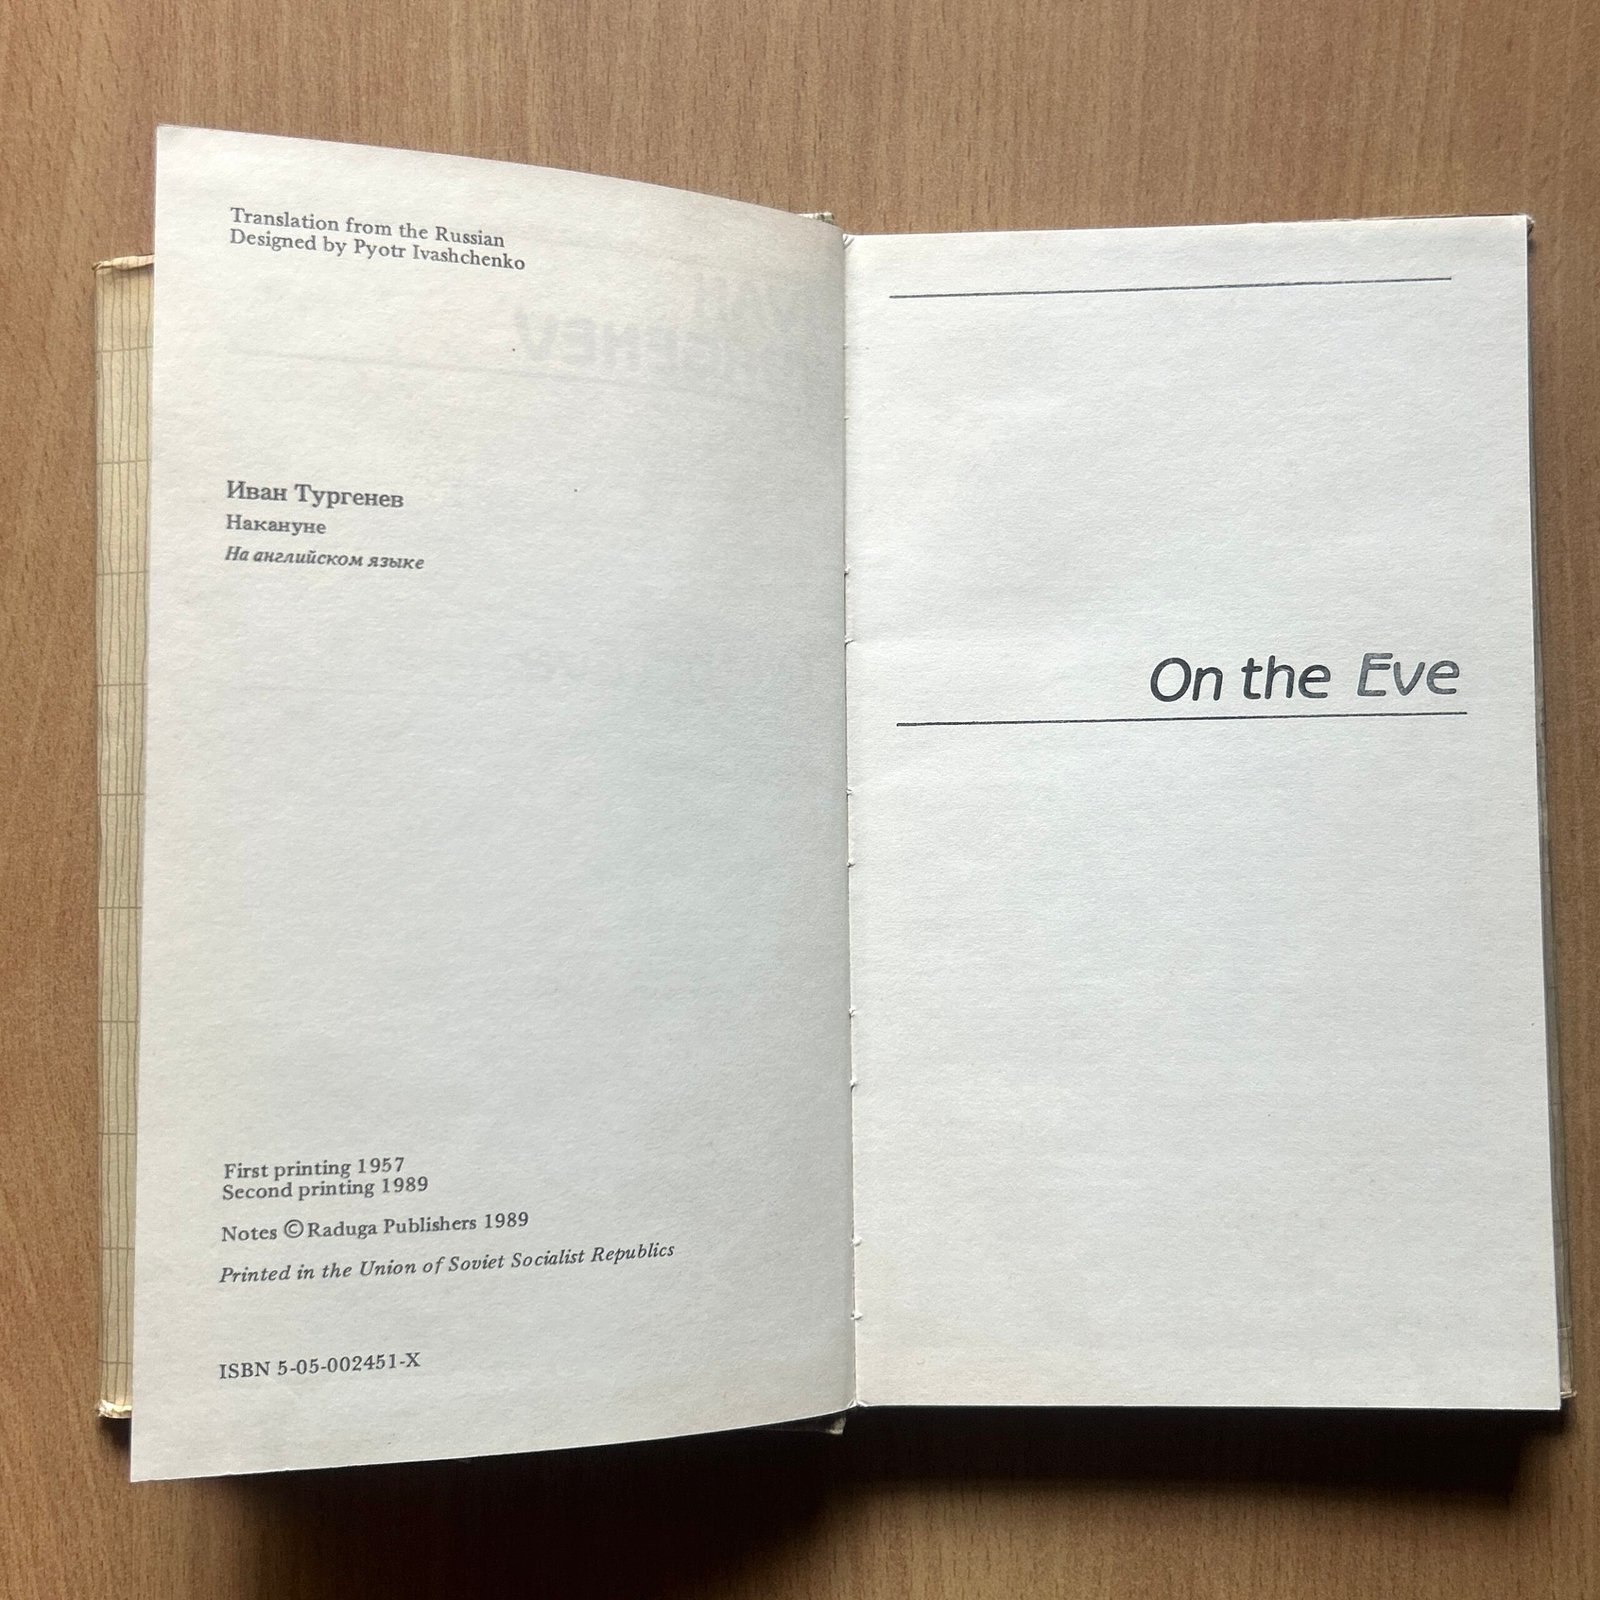 Translation from the Russian
Designed by Pyotr Ivashchenko
Иван Тургенев
Накануне
На английском языке
First printing 1957
Second printing 1989
Notes © Raduga Publishers 1989
Printed in the Union of Soviet Socialist Republics
ISBN 5-05-002451-X
On the Eve